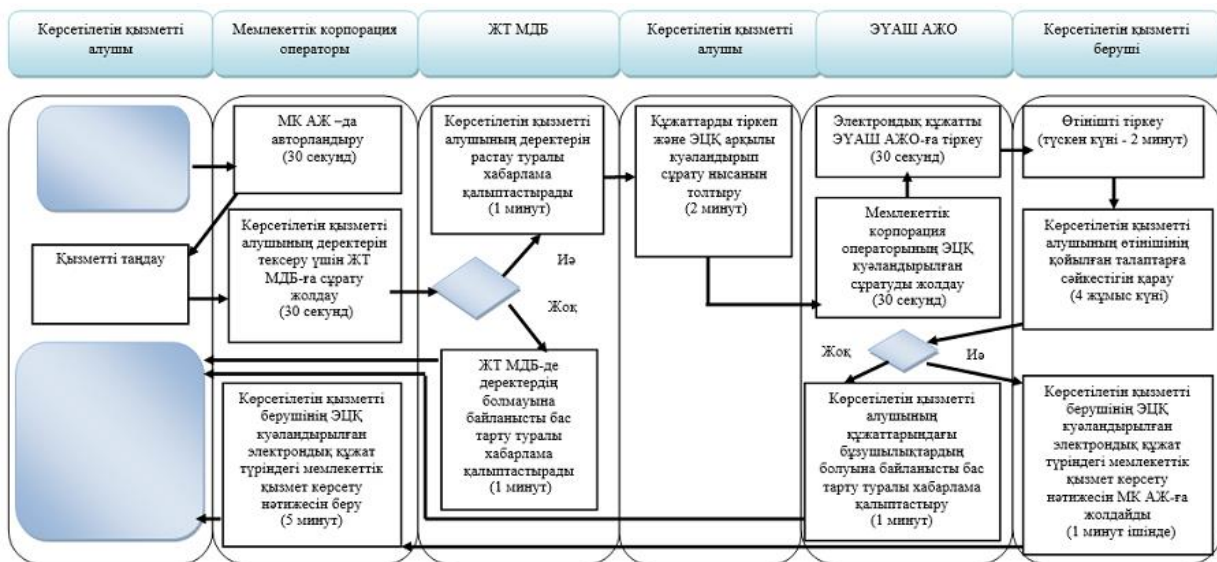 Көрсетілетін қызметті
алушы
Мемлекеттік корпорация
операторы
ЖТ МДБ
Көрсетілетін қызметті
алушы
ЭҮАШ АЖО
Көрсетілетін қызметті
беруші
МК АЖ –да
авторландыру
(30 секунд)
Қызметті таңдау
Көрсетілетін қызметті
алушының деректерін
тексеру үшін ЖТ
МДБ-ға сұрату
жолдау
(30 секунд)
Көрсетілетін қызметті
алушының деректерін
растау туралы
хабарлама
қалыптастырады
(1 минут)
Иә
Жоқ
ЖТ МДБ-де
деректердің
болмауына
байланысты бас
тарту туралы
хабарлама
қалыптастырады
(1 минут)
Құжаттарды тіркеп
және ЭЦҚ арқылы
куәландырып
сұрату нысанын
толтыру
(2 минут)
Электрондық құжатты
ЭҮАШ АЖО-ға тіркеу
(30 секунд)
Мемлекеттік
корпорация
операторының ЭЦҚ
куәландырылған
сұратуды жолдау
(30 секунд)
Өтінішті тіркеу
(түскен күні - 2 минут)
Көрсетілетін қызметті
алушының өтінішінің
қойылған талаптарға
сәйкестігін қарау
(4 жұмыс күні)
Жоқ
Иә
Көрсетілетін қызметті
алушының
құжаттарындағы
бұзушылықтардың
болуына байланысты бас
тарту туралы хабарлама
қалыптастыру
(1 минут)
Көрсетілетін қызметті
берушінің ЭЦҚ
куәландырылған
электрондық құжат
түріндегі мемлекеттік
қызмет көрсету
нәтижесін МК АЖ-ға
жолдайды
(1 минут ішінде)
Көрсетілетін қызметті
берушінің ЭЦҚ
куәландырылған
электрондық құжат
түріндегі мемлекеттік
қызмет көрсету
нәтижесін беру
(5 минут)